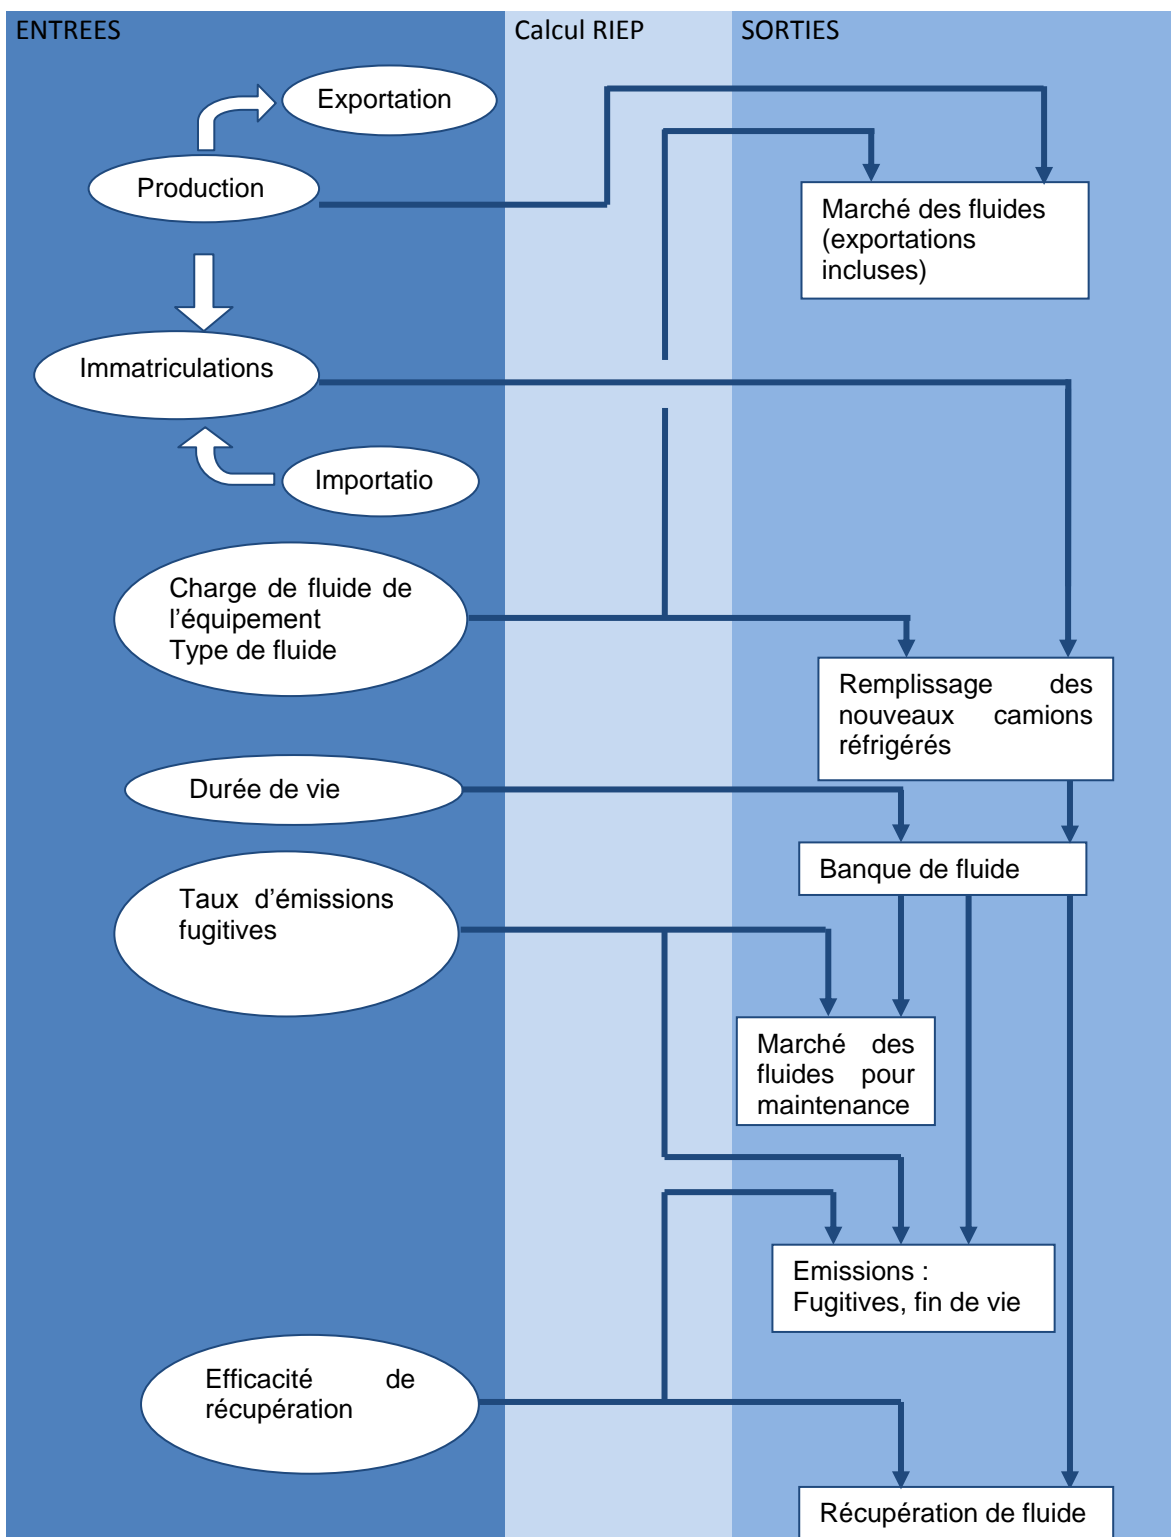 ENTREES
Calcul RIEP
SORTIES
Exportation
Production
Marché des fluides
(exportations
incluses)
Immatriculations
Importatio
Charge de fluide de
l'équipement
Type de fluide
Remplissage des
nouveaux camions
réfrigérés
Durée de vie
Banque de fluide
Taux d'émissions
fugitives
Marché des
fluides pour
maintenance
Emissions :
Fugitives, fin de vie
Efficacité de
récupération
Récupération de fluide